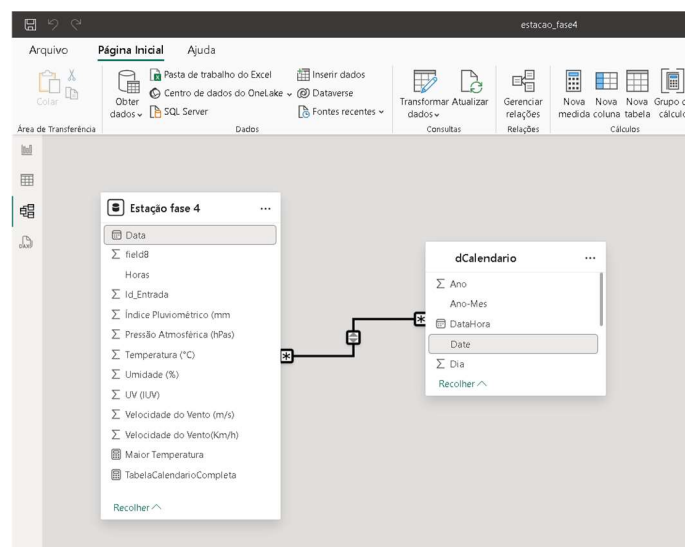 estacao_fase4
Arquivo Página Inicial Ajuda
Colar
Área de Transferência
Obter dados
Pasta de trabalho do Excel
Centro de dados do OneLake
SQL Server
Inserir dados
Dataverse
Fontes recentes
Dados
Transformar dados
Atualizar
Consultas
Gerenciar relações
Relações
Nova medida
Nova coluna
Nova tabela
Grupo
Cálculos
DAX
Estação fase 4
Data
field8
Horas
Id_Entrada
Índice Pluviométrico (mm
Pressão Atmosférica (hPas)
Temperatura (°C)
Umidade (%)
UV (IUV)
Velocidade do Vento (m/s)
Velocidade do Vento(Km/h)
Maior Temperatura
TabelaCalendarioCompleta
Recolher
dCalendario
Ano
Ano-Mes
DataHora
Date
Dia
Recolher